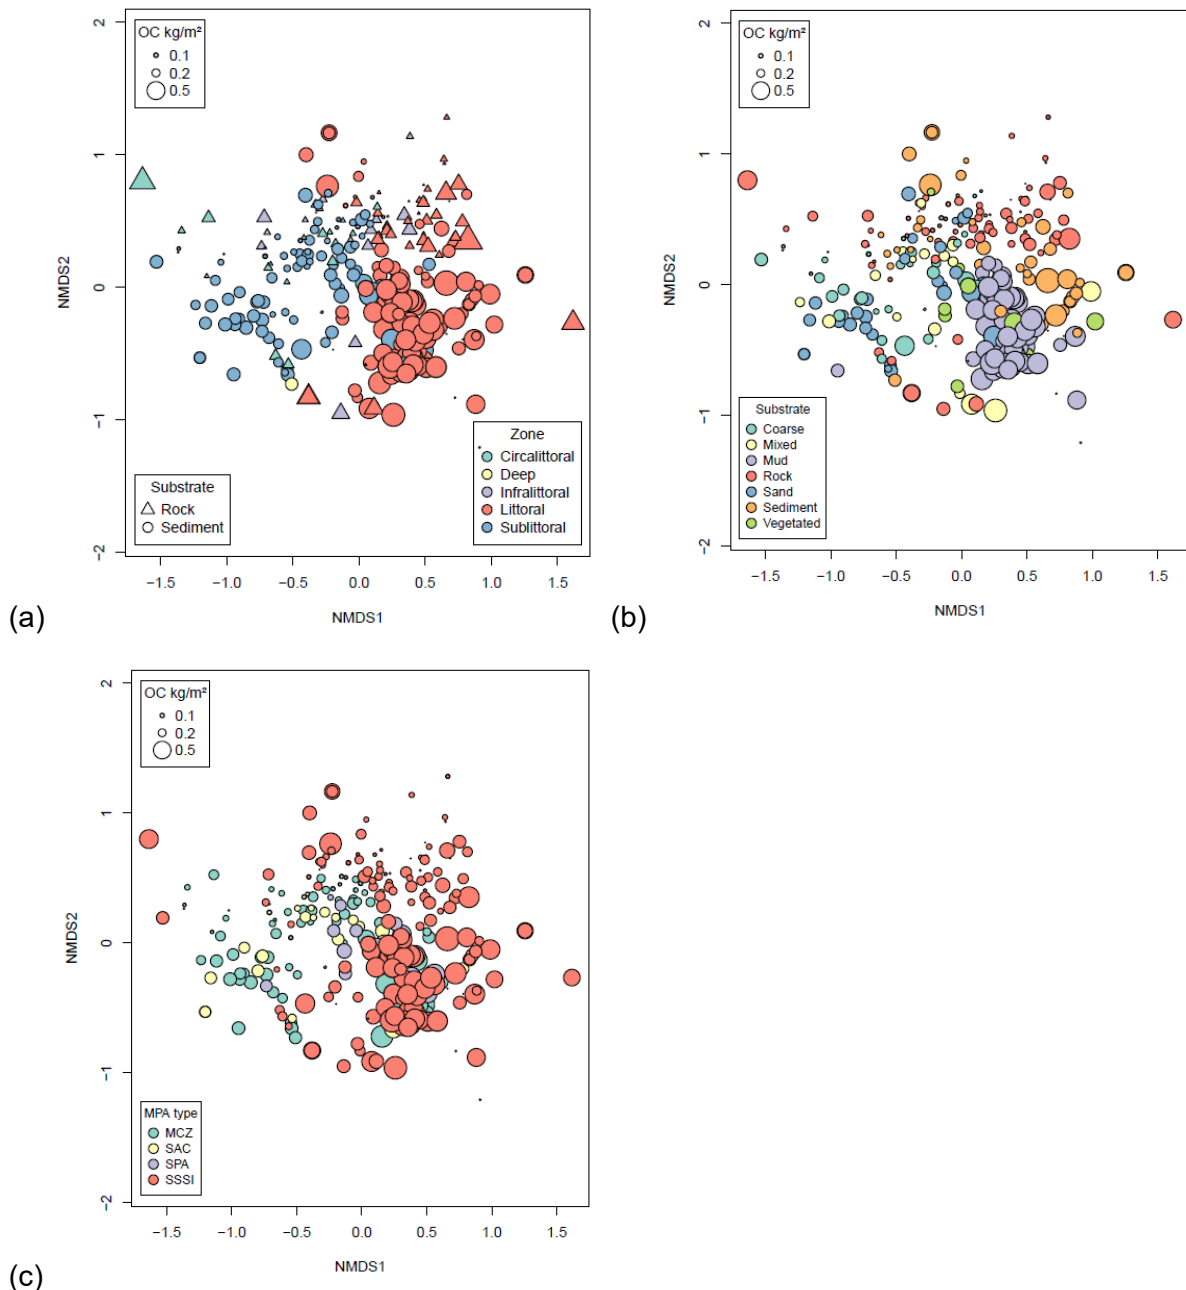 OC kg/m²
0.1
0.2
0.5
2
1
0
−1
−2
NMDS2
Substrate
Rock
Sediment
Zone
Circalittoral
Deep
Infralittoral
Littoral
Sublittoral
−1.5 −1.0 −0.5 0.0 0.5 1.0 1.5
NMDS1
(a)
OC kg/m²
0.1
0.2
0.5
2
1
0
−1
−2
NMDS2
Substrate
Coarse
Mixed
Mud
Rock
Sand
Sediment
Vegetated
−1.5 −1.0 −0.5 0.0 0.5 1.0 1.5
NMDS1
(b)
OC kg/m²
0.1
0.2
0.5
2
1
0
−1
−2
NMDS2
MPA type
MCZ
SAC
SPA
SSSI
−1.5 −1.0 −0.5 0.0 0.5 1.0 1.5
NMDS1
(c)